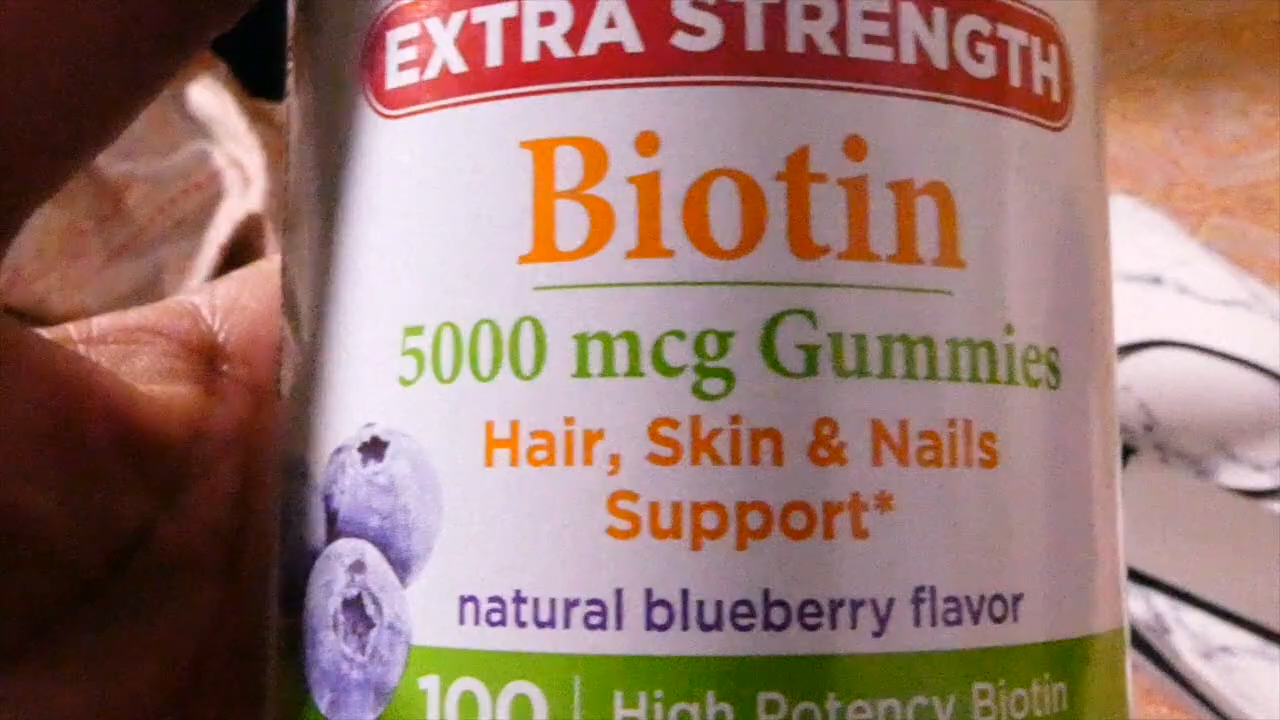 EXTRA STRENGTH
Biotin
5000 mcg Gummies
Hair, Skin & Nails
Support*
natural blueberry flavor
100 | High Potency Biotin